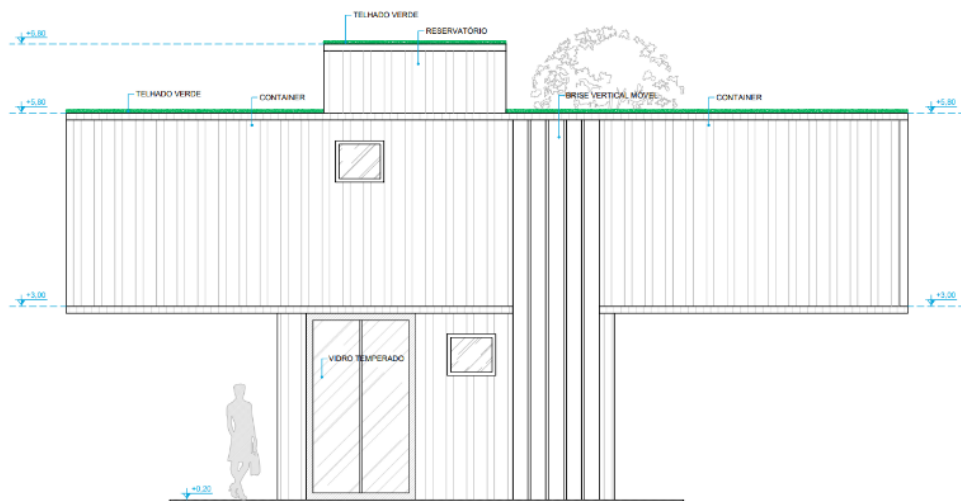 TELHADO VERDE
+6,80
RESERVATÓRIO
TELHADO VERDE
CONTAINER
BRISE VERTICAL MÓVEL
CONTAINER
+5,80
+5,80
+3,00
+3,00
VIDRO TEMPERADO
+0,20